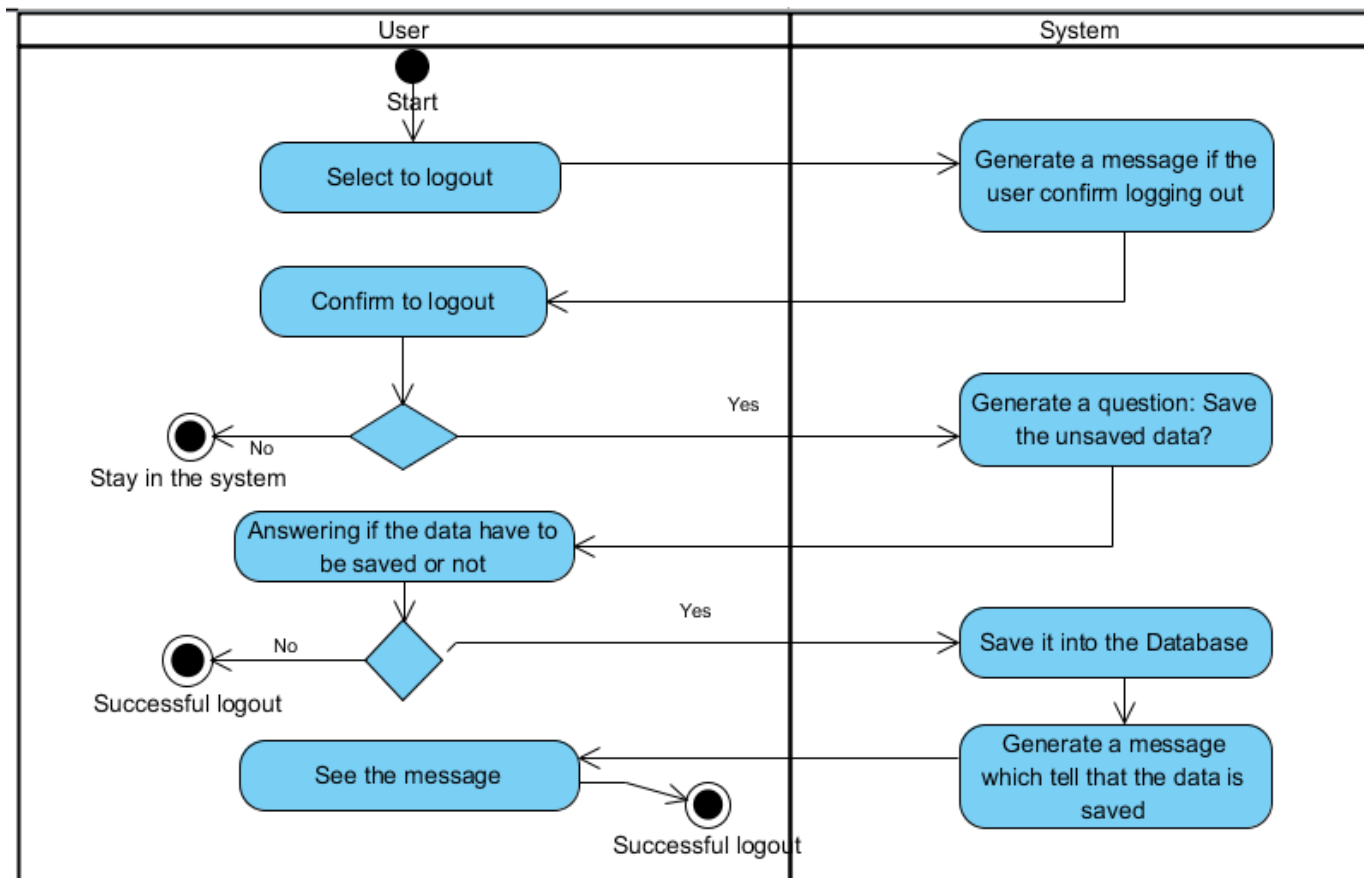 User
System
Start
Select to logout
Generate a message if the
user confirm logging out
Confirm to logout
Yes
No
Stay in the system
Generate a question: Save
the unsaved data?
Answering if the data have to
be saved or not
Yes
No
Successful logout
Save it into the Database
See the message
Generate a message
which tell that the data is
saved
Successful logout